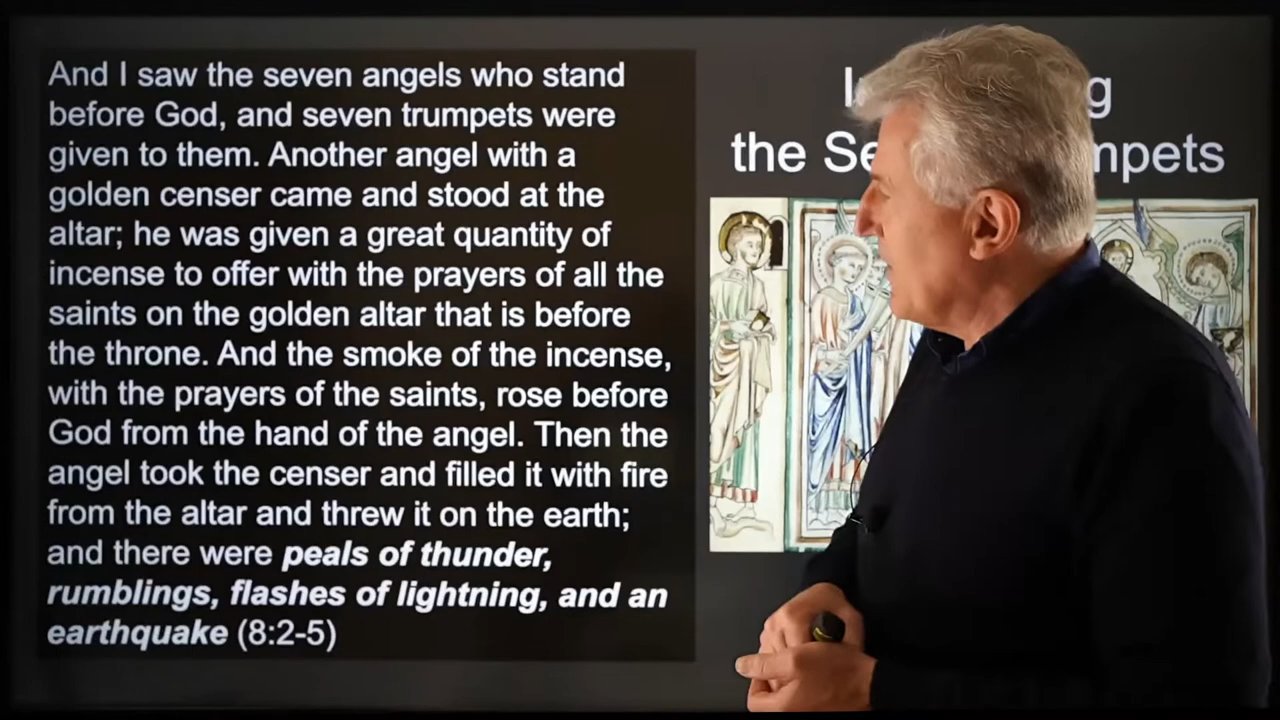 And I saw the seven angels who stand
before God, and seven trumpets were
given to them. Another angel with a
golden censer came and stood at the
altar; he was given a great quantity of
incense to offer with the prayers of all the
saints on the golden altar that is before
the throne. And the smoke of the incense,
with the prayers of the saints, rose before
God from the hand of the angel. Then the
angel took the censer and filled it with fire
from the altar and threw it on the earth;
and there were peals of thunder,
rumblings, flashes of lightning, and an
earthquake (8:2-5)
the